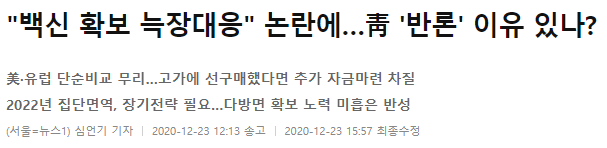 "백신 확보 늑장대응" 논란에…靑 '반론' 이유 있나?
美·유럽 단순비교 무리…고가에 선구매했다면 추가 자금마련 차질
2022년 집단면역, 장기전략 필요…다방면 확보 노력 미흡은 반성
(서울=뉴스1) 심언기 기자 | 2020-12-23 12:13 송고 | 2020-12-23 15:57 최종수정